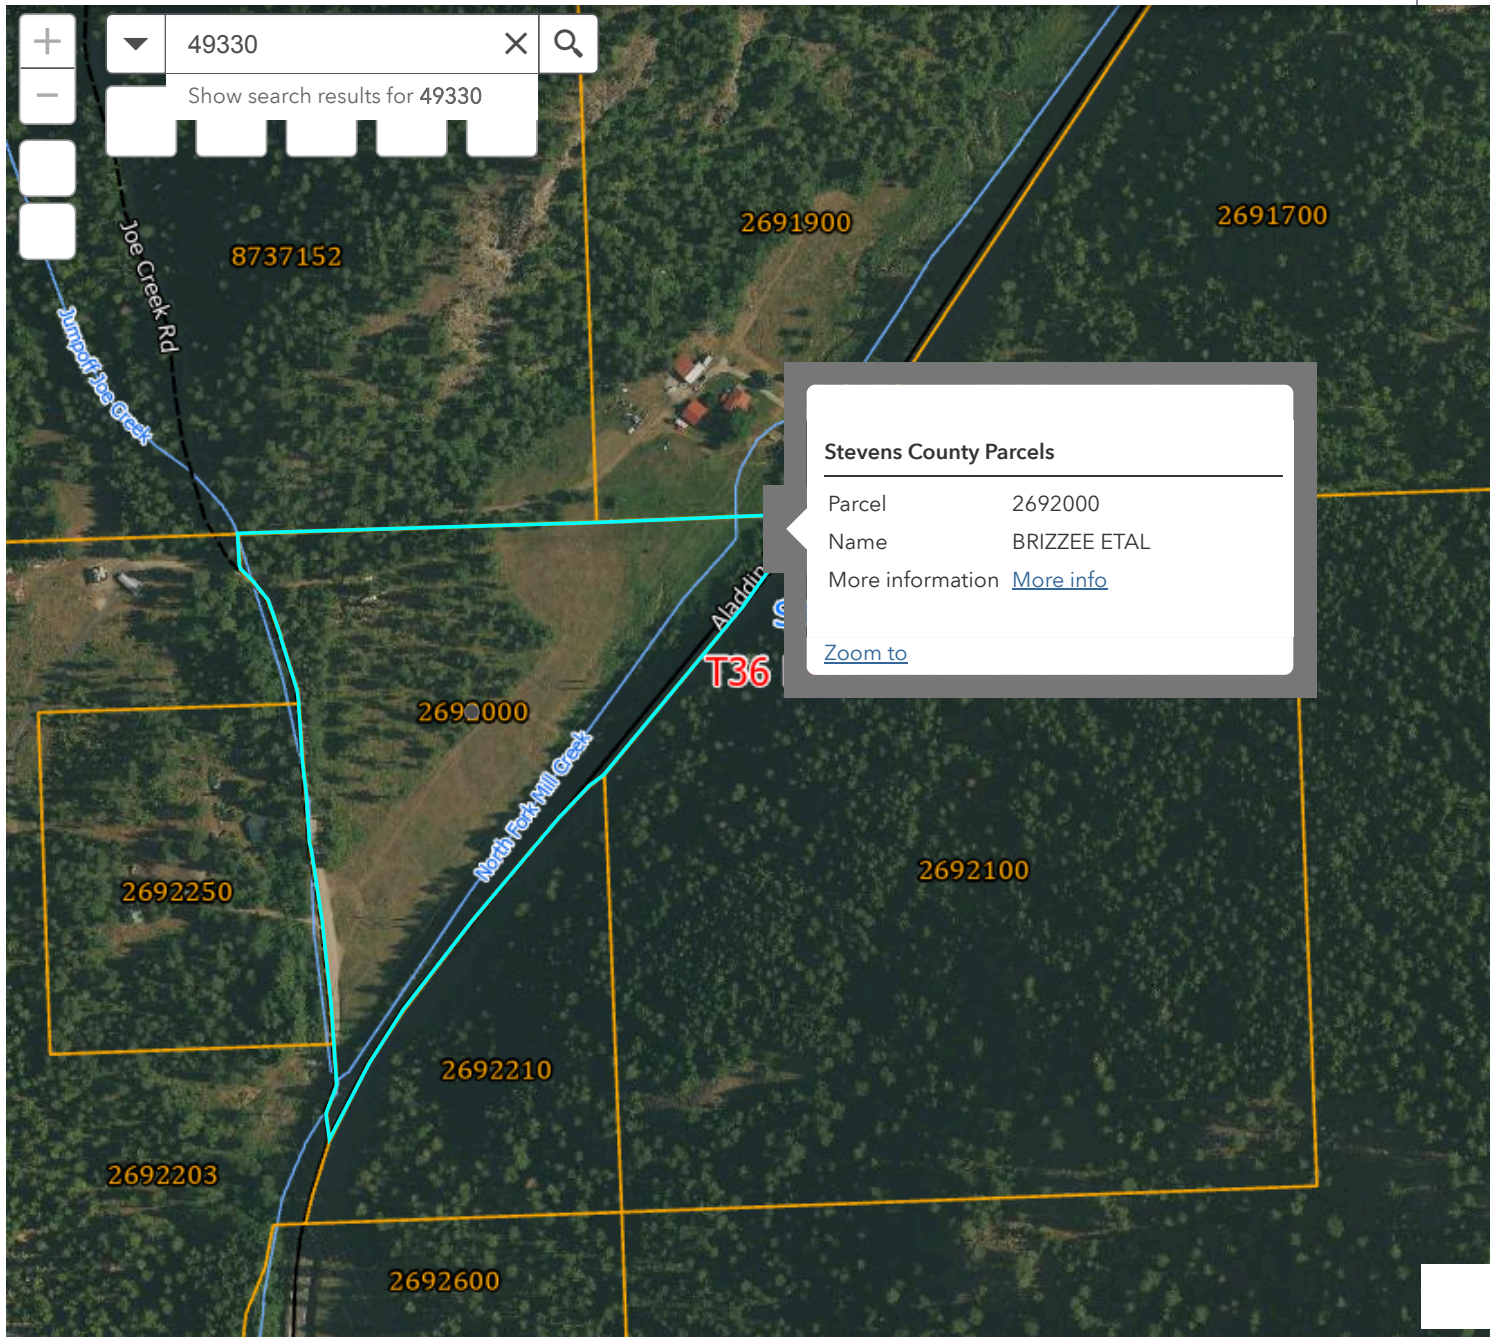 49330
Show search results for 49330
Joe Creek Rd
Jumpoff Joe Creek
8737152
2691900
2691700
Stevens County Parcels
Parcel 2692000
Name BRIZZEE ETAL
More information More info
Zoom to
Aladdin
T36
2692000
North Fork Mill Creek
2692250
2692100
2692210
2692203
2692600